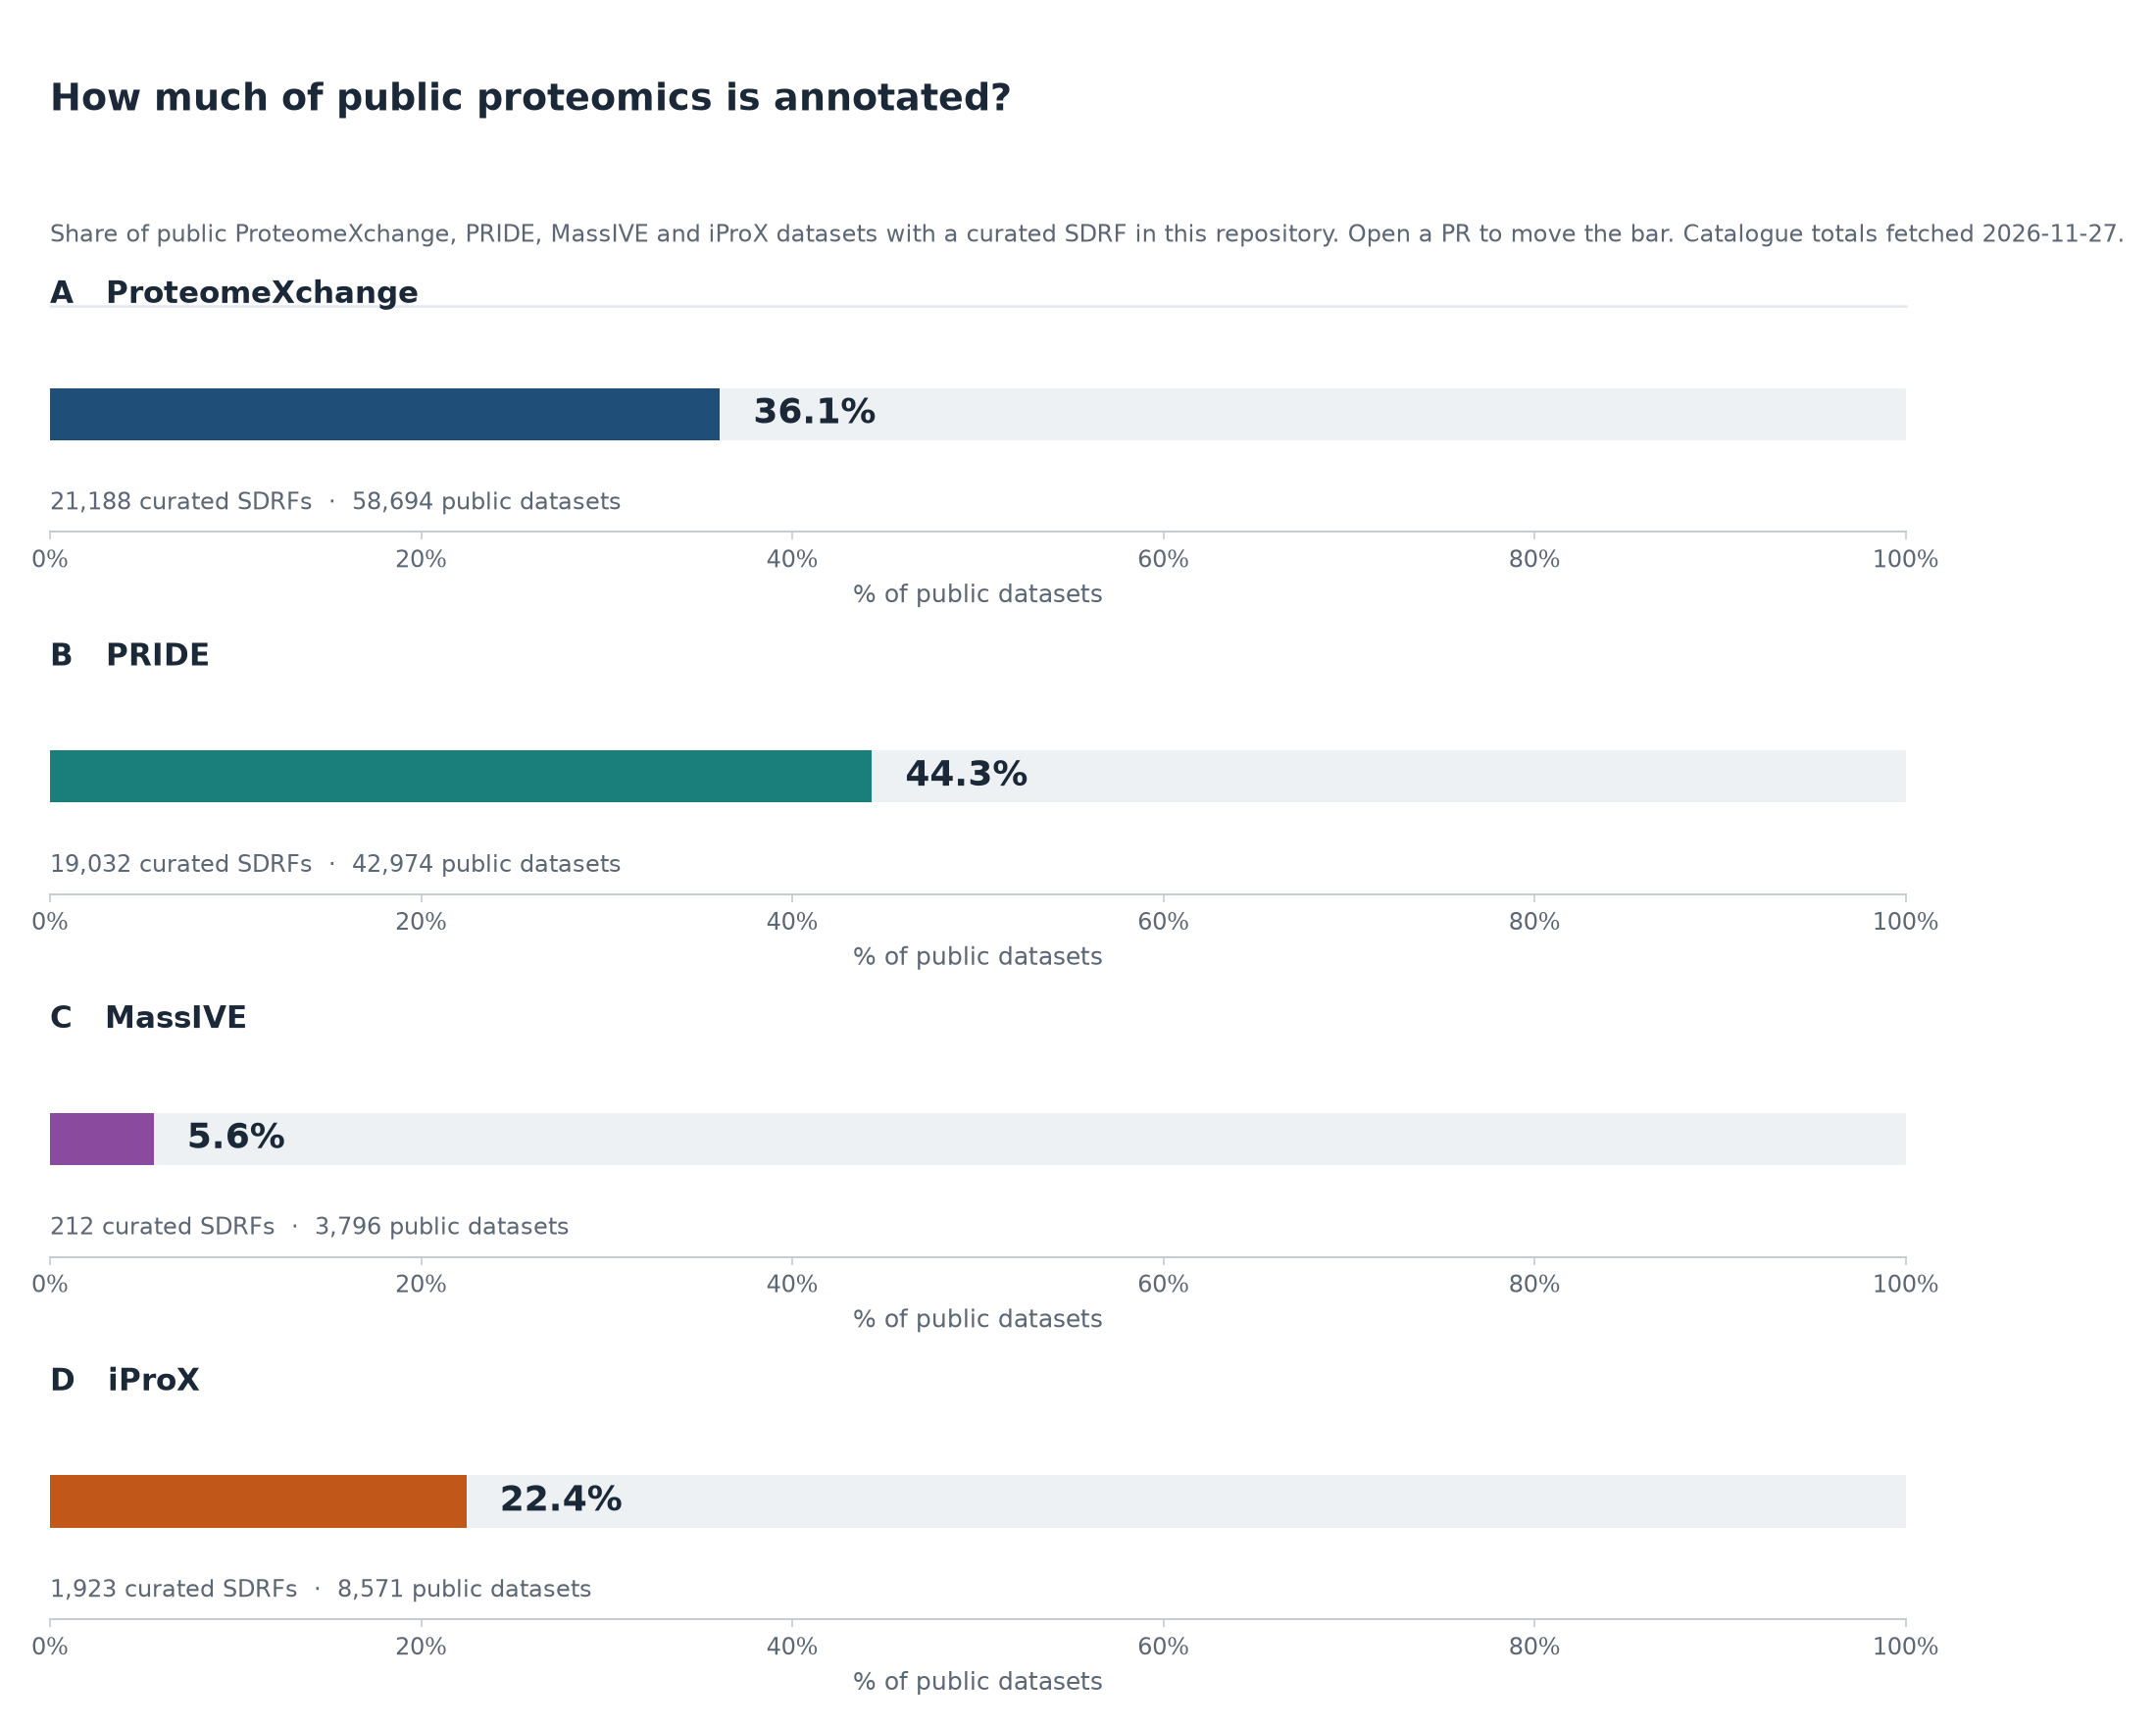 How much of public proteomics is annotated?
Share of public ProteomeXchange, PRIDE, MassIVE and iProX datasets with a curated SDRF in this repository. Open a PR to move the bar. Catalogue totals fetched 2026-11-27.
A ProteomeXchange
36.1%
21,188 curated SDRFs · 58,694 public datasets
0% 20% 40% 60% 80% 100%
% of public datasets
B PRIDE
44.3%
19,032 curated SDRFs · 42,974 public datasets
0% 20% 40% 60% 80% 100%
% of public datasets
C MassIVE
5.6%
212 curated SDRFs · 3,796 public datasets
0% 20% 40% 60% 80% 100%
% of public datasets
D iProX
22.4%
1,923 curated SDRFs · 8,571 public datasets
0% 20% 40% 60% 80% 100%
% of public datasets